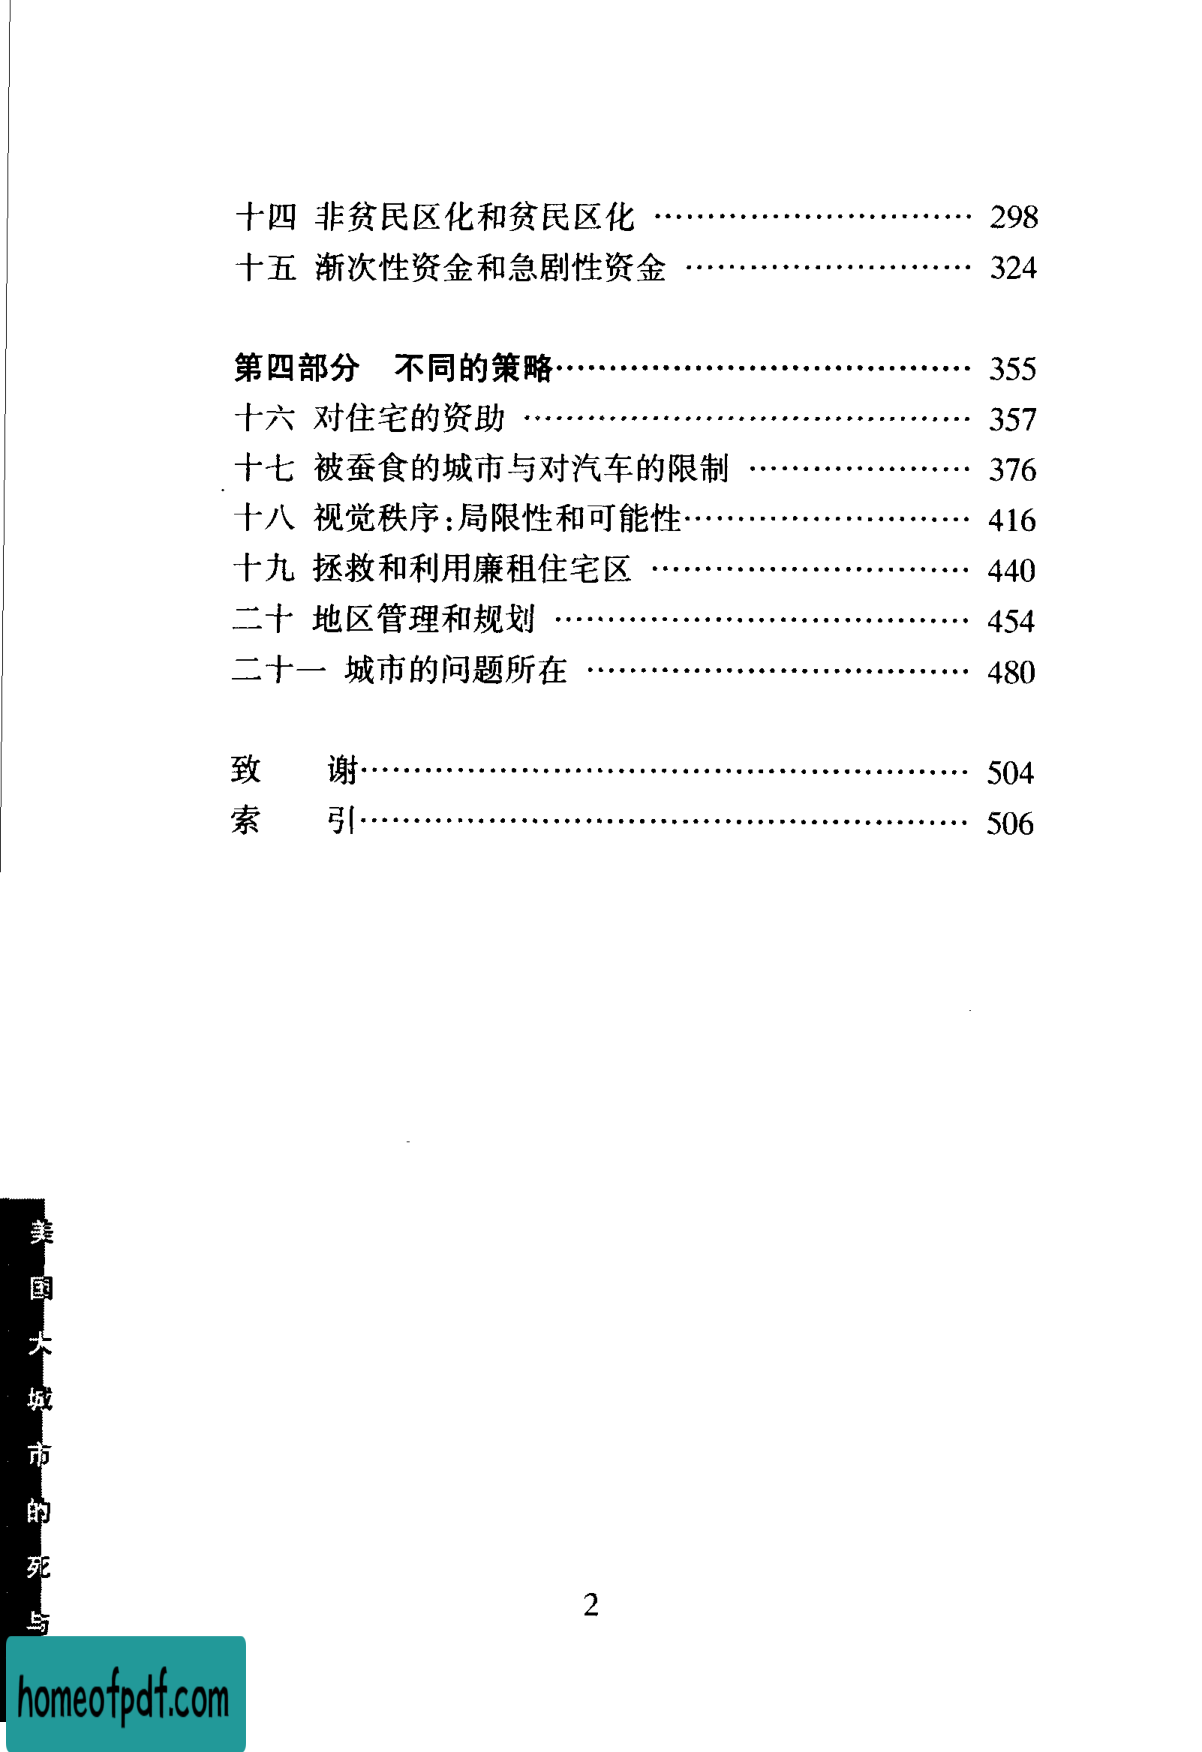 十四 非贫民区化和贫民区化 …………………………… 298
十五 渐次性资金和急剧性资金 ………………………… 324
第四部分 不同的策略…………………………………… 355
十六 对住宅的资助 ……………………………………… 357
十七 被蚕食的城市与对汽车的限制 ………………… 376
十八 视觉秩序:局限性和可能性……………………… 416
十九 拯救和利用廉租住宅区 ………………………… 440
二十 地区管理和规划 ………………………………… 454
二十一 城市的问题所在 ……………………………… 480
致 谢…………………………………………………… 504
索 引…………………………………………………… 506
美国大城市的死与
2
homeofpdf.com